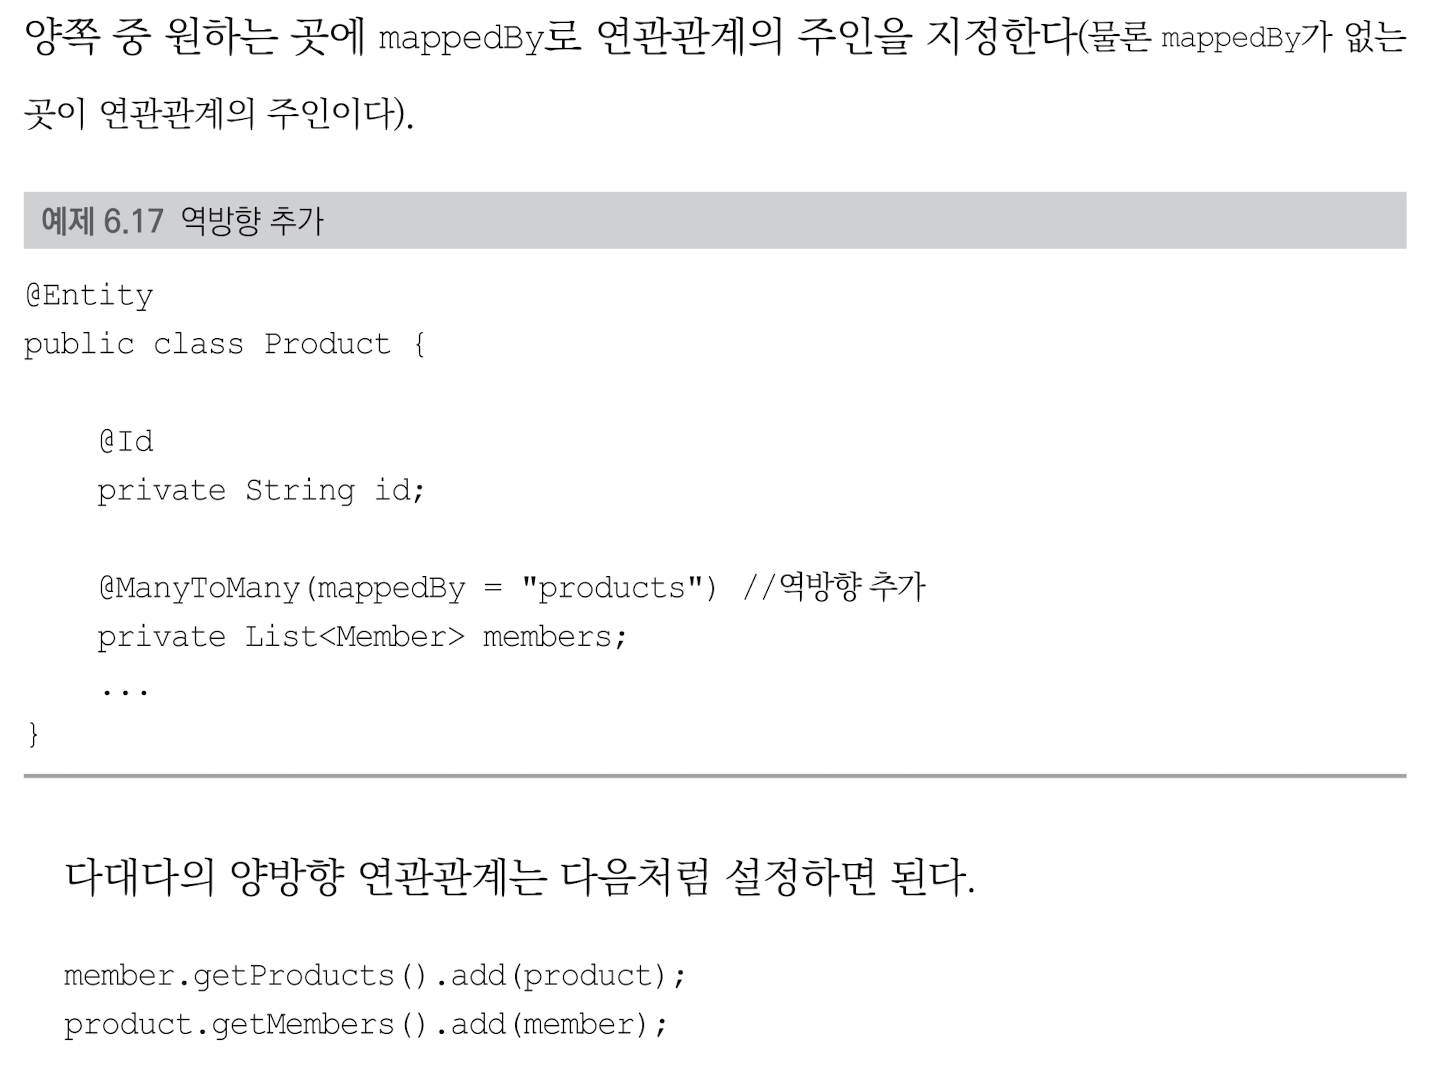 양쪽 중 원하는 곳에 mappedBy로 연관관계의 주인을 지정한다(물론 mappedBy가 없는
곳이 연관관계의 주인이다).
예제 6.17 역방향 추가
@Entity
public class Product {
@Id
private String id;
@ManyToMany(mappedBy = "products") //역방향 추가
private List<Member> members;
...
}
다대다의 양방향 연관관계는 다음처럼 설정하면 된다.
member.getProducts().add(product);
product.getMembers().add(member);